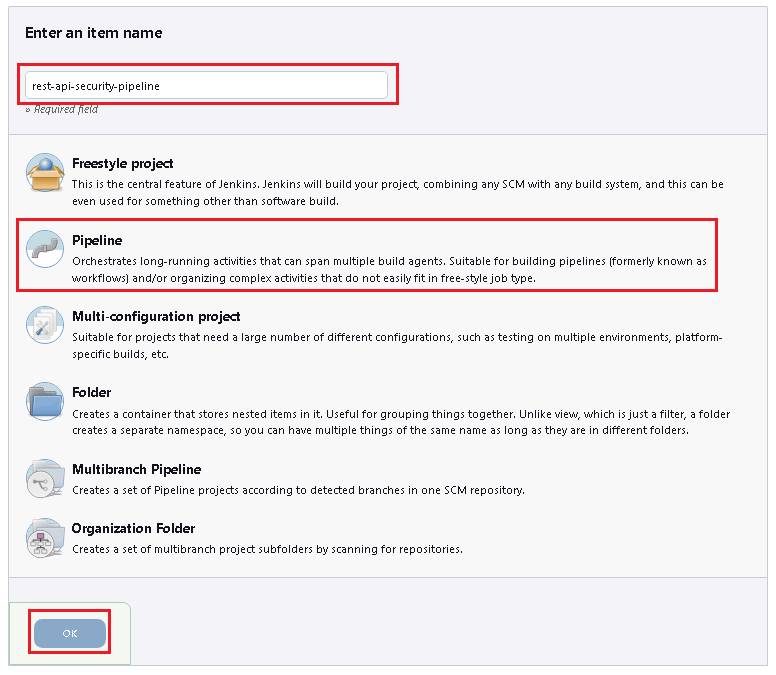 Enter an item name
rest-api-security-pipeline
» Required field
Freestyle project
This is the central feature of Jenkins. Jenkins will build your project, combining any SCM with any build system, and this can be
even used for something other than software build.
Pipeline
Orchestrates long-running activities that can span multiple build agents. Suitable for building pipelines (formerly known as
workflows) and/or organizing complex activities that do not easily fit in free-style job type.
Multi-configuration project
Suitable for projects that need a large number of different configurations, such as testing on multiple environments, platform-
specific builds, etc.
Folder
Creates a container that stores nested items in it. Useful for grouping things together. Unlike view, which is just a filter, a folder
creates a separate namespace, so you can have multiple things of the same name as long as they are in different folders.
Multibranch Pipeline
Creates a set of Pipeline projects according to detected branches in one SCM repository.
Organization Folder
Creates a set of multibranch project subfolders by scanning for repositories.
OK